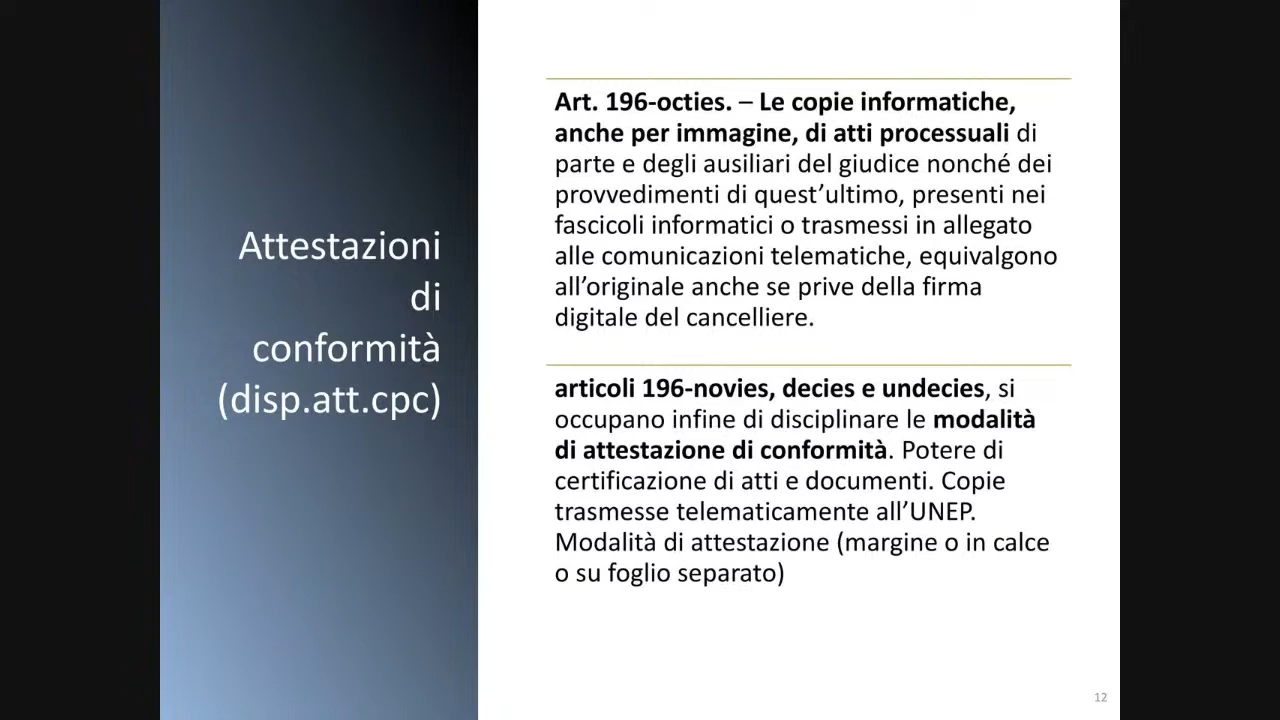 Attestazioni
di
conformità
(disp.att.cpc)
Art. 196-octies. – Le copie informatiche,
anche per immagine, di atti processuali di
parte e degli ausiliari del giudice nonché dei
provvedimenti di quest’ultimo, presenti nei
fascicoli informatici o trasmessi in allegato
alle comunicazioni telematiche, equivalgono
all’originale anche se prive della firma
digitale del cancelliere.
articoli 196-novies, decies e undecies, si
occupano infine di disciplinare le modalità
di attestazione di conformità. Potere di
certificazione di atti e documenti. Copie
trasmesse telematicamente all’UNEP.
Modalità di attestazione (margine o in calce
o su foglio separato)
12